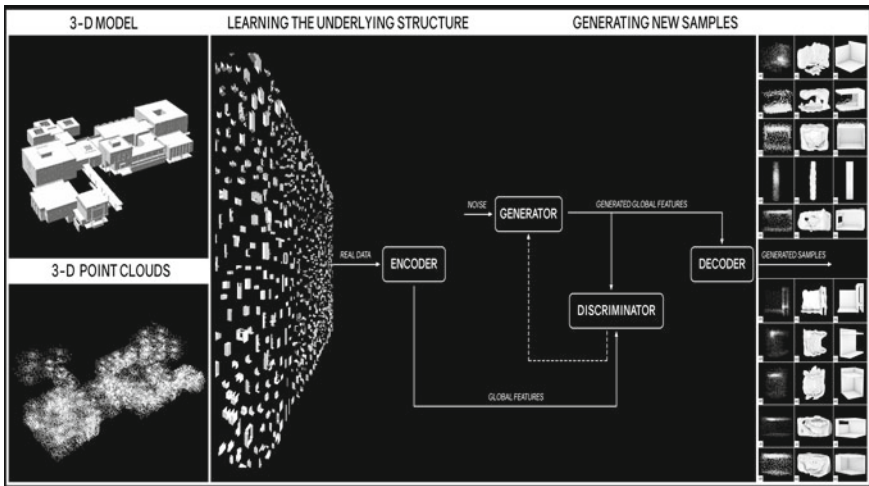 3-D MODEL
LEARNING THE UNDERLYING STRUCTURE
GENERATING NEW SAMPLES
3-D POINT CLOUDS
REAL DATA
ENCODER
NOISE
GENERATOR
GENERATED GLOBAL FEATURES
DISCRIMINATOR
DECODER
GENERATED SAMPLES
GLOBAL FEATURES